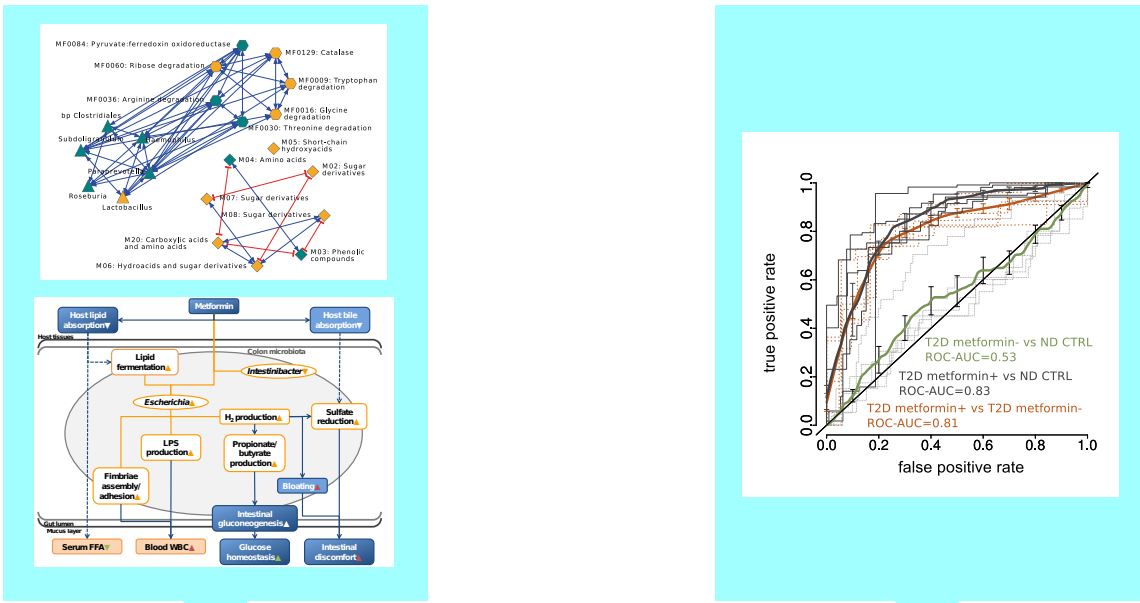 MF0084: Pyruvate:ferredoxin oxidoreductase
MF0129: Catalase
MF0060: Ribose degradation
MF0009: Tryptophan
degradation
MF0036: Arginine degradation
MF0016: Glycine
degradation
bp Clostridiales
MF0030: Threonine degradation
Subdoligranulum
Haemophilus
M05: Short-chain
hydroxyacids
M04: Amino acids
M02: Sugar
derivatives
Paraprevotella
Roseburia
Lactobacillus
M07: Sugar derivatives
M08: Sugar derivatives
M20: Carboxylic acids
and amino acids
M03: Phenolic
compounds
M06: Hydroacids and sugar derivatives
Metformin
Host lipid
absorption▼
Host bile
absorption▼
Host tissues
Colon microbiota
Lipid
fermentation▲
Intestinibacter▼
Escherichia▲
H2 production▲
Sulfate
reduction▲
LPS
production▲
Propionate/
butyrate
production▲
Fimbriae
assembly/
adhesion▲
Bloating▲
Intestinal
gluconeogenesis▲
Gut lumen
Mucus layer
Serum FFA▼
Blood WBC▲
Glucose
homeostasis▲
Intestinal
discomfort▲
true positive rate
0.0 0.2 0.4 0.6 0.8 1.0
T2D metformin- vs ND CTRL
ROC-AUC=0.53
T2D metformin+ vs ND CTRL
ROC-AUC=0.83
T2D metformin+ vs T2D metformin-
ROC-AUC=0.81
0.0 0.2 0.4 0.6 0.8 1.0
false positive rate